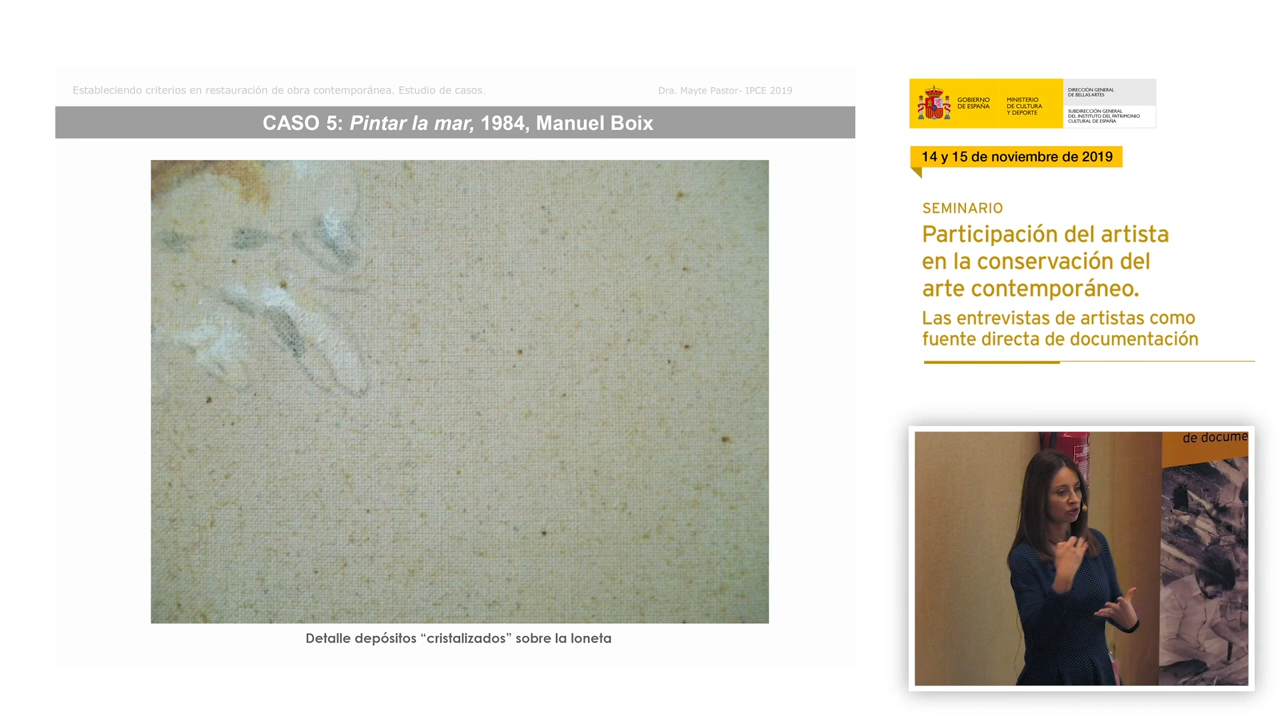 Estableciendo criterios en restauración de obra contemporánea. Estudio de casos.
Dra. Mayte Pastor- IPCE 2019
CASO 5: Pintar la mar, 1984, Manuel Boix
Detalle depósitos “cristalizados” sobre la loneta
GOBIERNO
DE ESPAÑA
MINISTERIO
DE CULTURA
Y DEPORTE
DIRECCIÓN GENERAL
DE BELLAS ARTES
SUBDIRECCIÓN GENERAL
DEL INSTITUTO DEL PATRIMONIO
CULTURAL DE ESPAÑA
14 y 15 de noviembre de 2019
SEMINARIO
Participación del artista
en la conservación del
arte contemporáneo.
Las entrevistas de artistas como
fuente directa de documentación
de docume